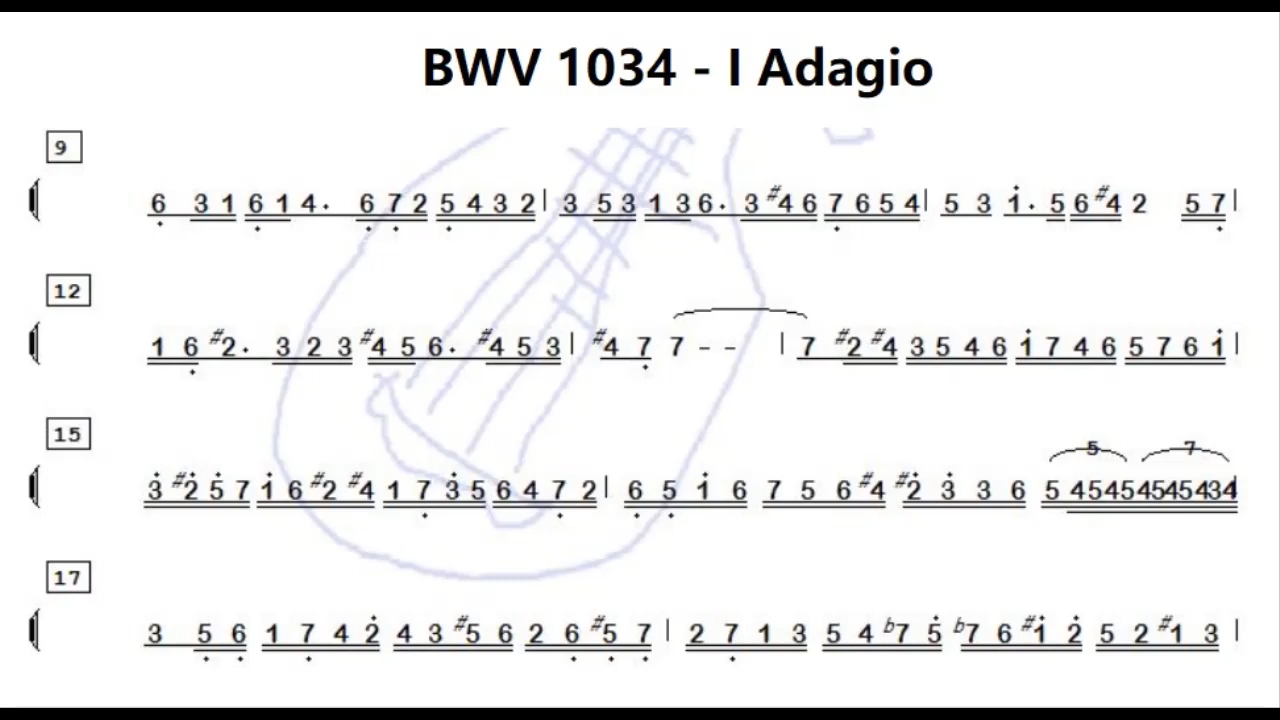 BWV 1034 - I Adagio
9
6 3 1 6 1 4. 6 7 2 5 4 3 2 | 3 5 3 1 3 6. 3 #4 6 7 6 5 4 | 5 3 1. 5 6 #4 2 5 7 |
12
1 6 #2. 3 2 3 #4 5 6. #4 5 3 | #4 7 7 - - | 7 #2 #4 3 5 4 6 1 7 4 6 5 7 6 1 |
15
5 7
3 #2 5 7 1 6 #2 #4 1 7 3 5 6 4 7 2 | 6 5 1 6 7 5 6 #4 #2 3 3 6 5 4545 4545434
17
3 5 6 1 7 4 2 4 3 #5 6 2 6 #5 7 | 2 7 1 3 5 4 b7 5 b7 6 #1 2 5 2 #1 3 |